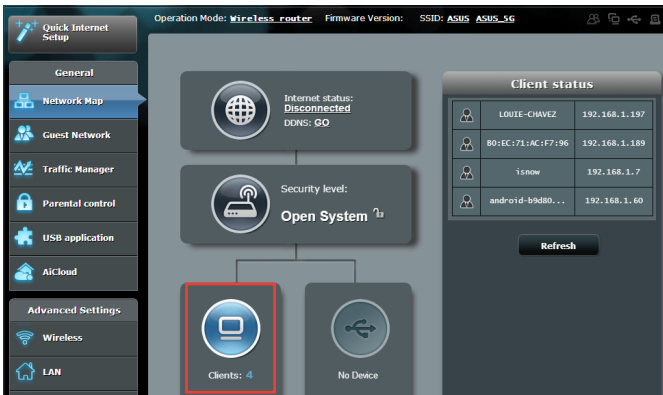 Operation Mode: Wireless router Firmware Version: SSID: ASUS ASUS_5G
Quick Internet
Setup
General
Network Map
Guest Network
Traffic Manager
Parental control
USB application
AiCloud
Advanced Settings
Wireless
LAN
Internet status:
Disconnected
DDNS: GO
Security level:
Open System
Clients: 4
No Device
Client status
LOUIE-CHAVEZ 192.168.1.197
B0:EC:71:AC:F7:96 192.168.1.189
isnow 192.168.1.7
android-b9d80... 192.168.1.60
Refresh